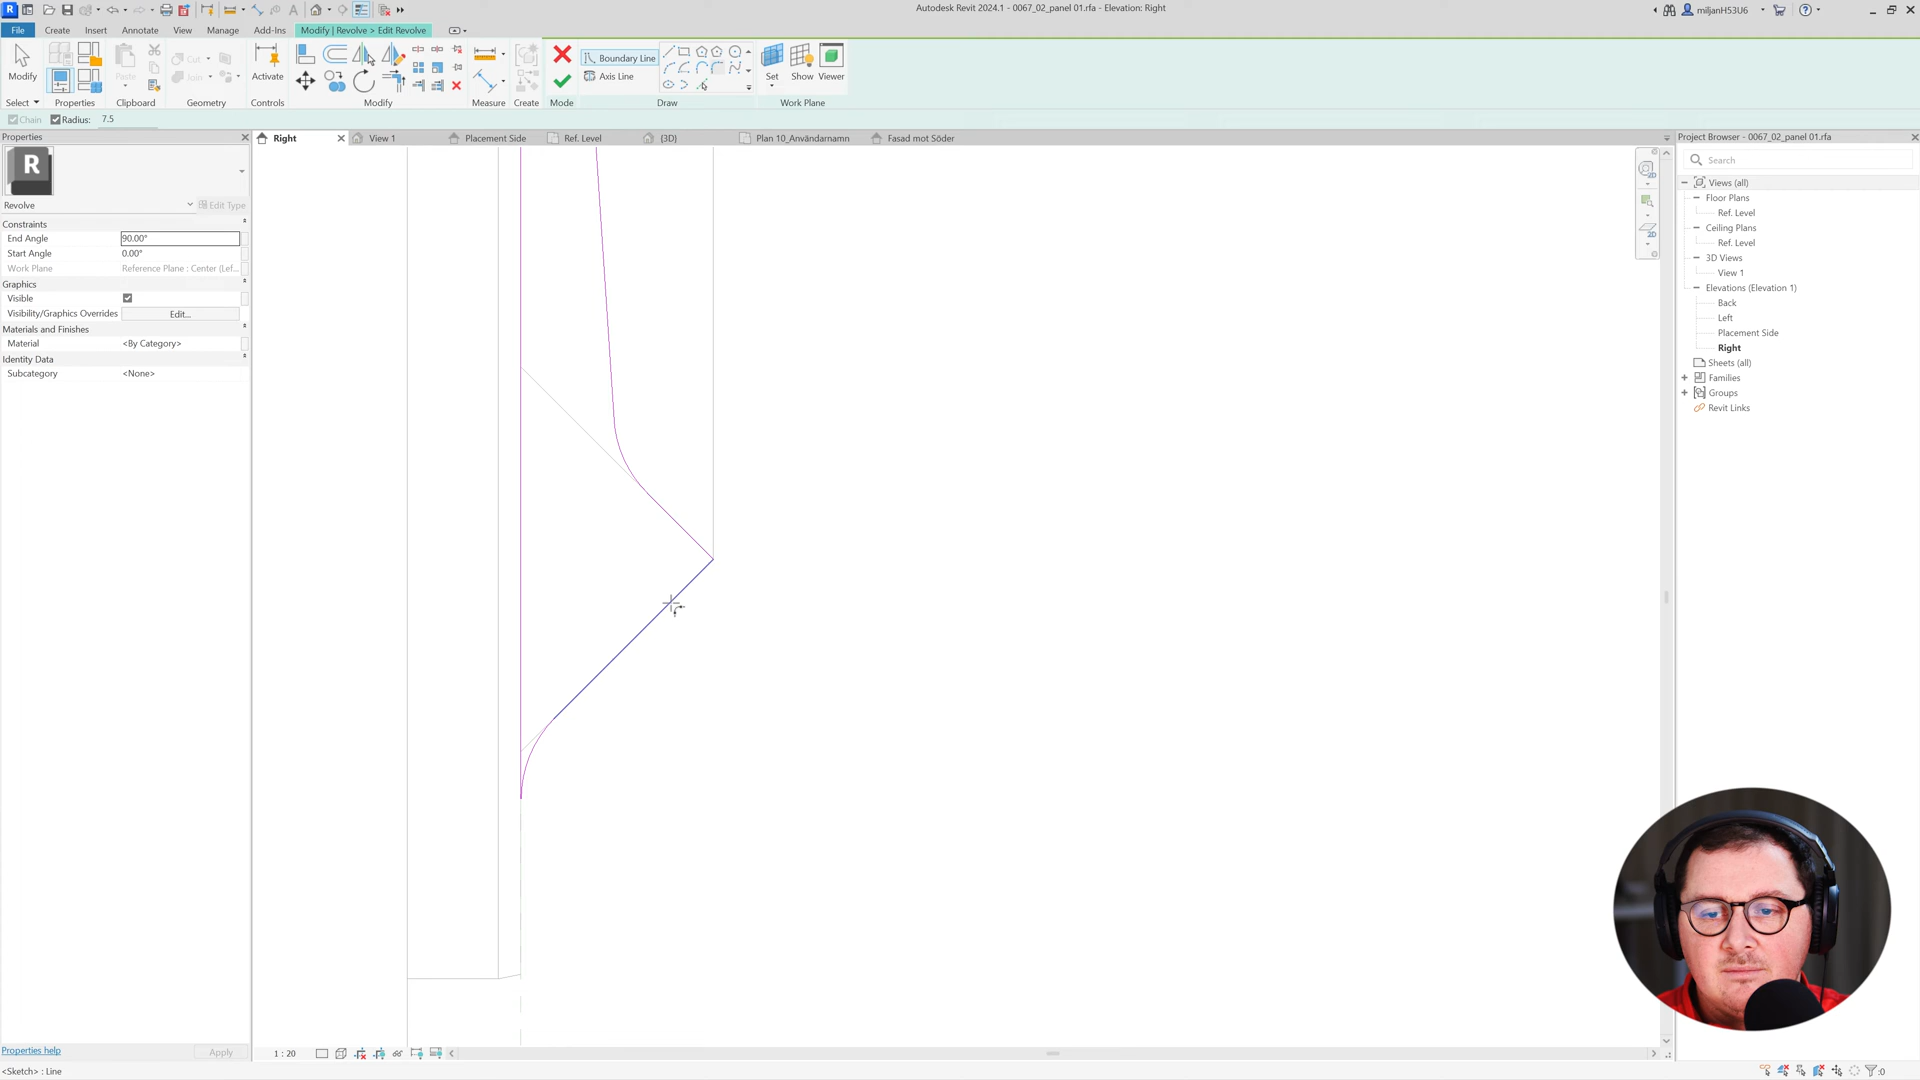 Autodesk Revit 2024.1 - 0067_02_panel 01.rfa - Elevation: Right
miljanH53U6
File
Create
Insert
Annotate
View
Manage
Add-Ins
Modify | Revolve > Edit Revolve
Modify
Paste
Cut
Join
Activate
Create
Boundary Line
Axis Line
Set
Show
Viewer
Select
Properties
Clipboard
Geometry
Controls
Modify
Measure
Create
Mode
Draw
Work Plane
Chain
Radius: 7.5
Properties
Right
View 1
Placement Side
Ref. Level
{3D}
Plan 10_Användarnamn
Fasad mot Söder
Project Browser - 0067_02_panel 01.rfa
R
Revolve
Edit Type
Constraints
End Angle 90.00°
Start Angle 0.00°
Work Plane Reference Plane : Center (Lef...
Graphics
Visible
Visibility/Graphics Overrides Edit...
Materials and Finishes
Material <By Category>
Identity Data
Subcategory <None>
Search
Views (all)
Floor Plans
Ref. Level
Ceiling Plans
Ref. Level
3D Views
View 1
Elevations (Elevation 1)
Back
Left
Placement Side
Right
Sheets (all)
Families
Groups
Revit Links
Properties help
Apply
1 : 20
<Sketch> : Line
:0